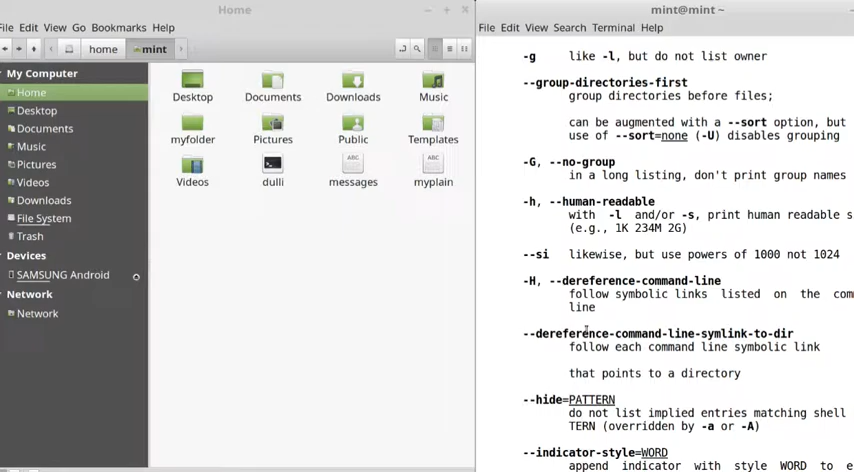 Home
File Edit View Go Bookmarks Help
home mint
My Computer
Home
Desktop
Documents
Music
Pictures
Videos
Downloads
File System
Trash
Devices
SAMSUNG Android
Network
Network
Desktop Documents Downloads Music
myfolder Pictures Public Templates
ABC ABC
Videos dulli messages myplain
mint@mint ~
File Edit View Search Terminal Help
-g like -l, but do not list owner
--group-directories-first
group directories before files;
can be augmented with a --sort option, but
use of --sort=none (-U) disables grouping
-G, --no-group
in a long listing, don't print group names
-h, --human-readable
with -l and/or -s, print human readable s
(e.g., 1K 234M 2G)
--si likewise, but use powers of 1000 not 1024
-H, --dereference-command-line
follow symbolic links listed on the com
line
--dereference-command-line-symlink-to-dir
follow each command line symbolic link
that points to a directory
--hide=PATTERN
do not list implied entries matching shell
TERN (overridden by -a or -A)
--indicator-style=WORD
append indicator with style WORD to e